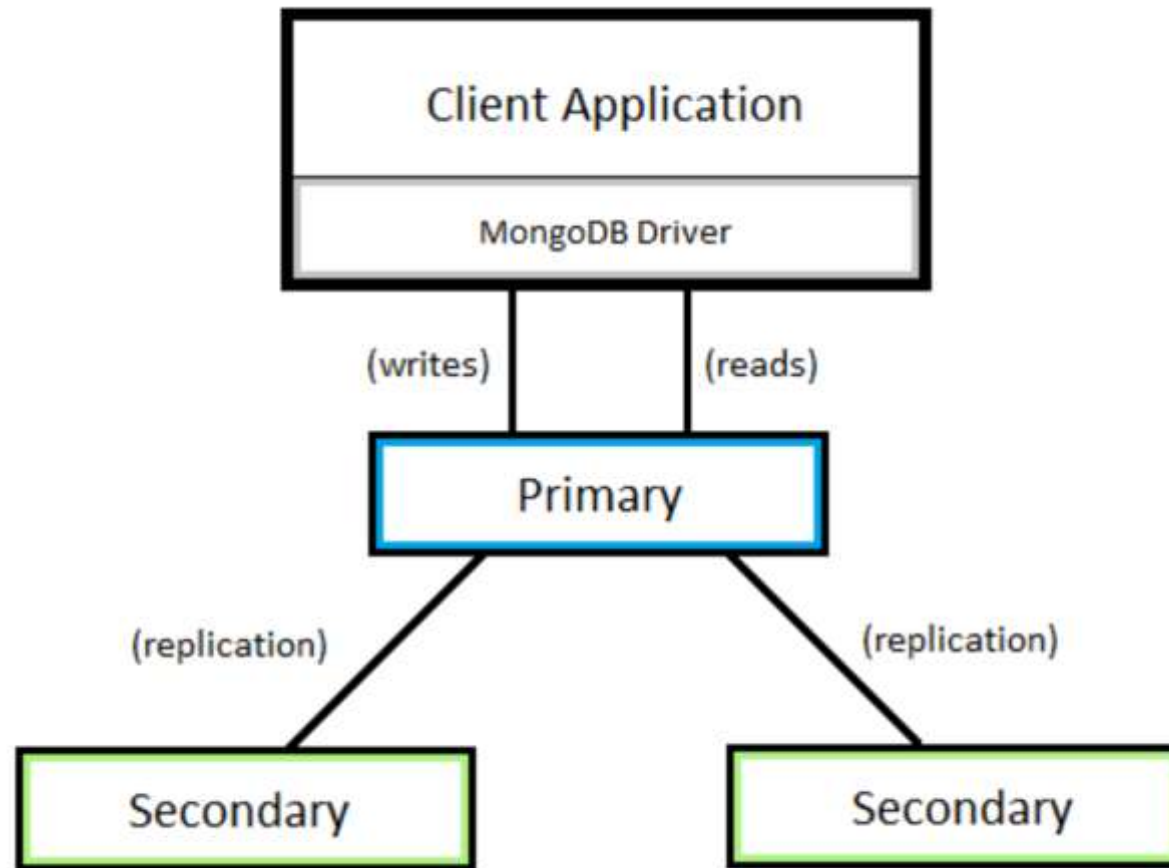 Client Application
MongoDB Driver
(writes)
(reads)
Primary
(replication)
(replication)
Secondary
Secondary